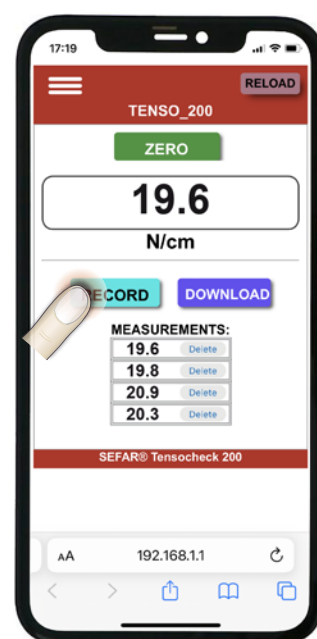 17:19
RELOAD
TENSO_200
ZERO
19.6
N/cm
RECORD DOWNLOAD
MEASUREMENTS:
19.6 Delete
19.8 Delete
20.9 Delete
20.3 Delete
SEFAR® Tensocheck 200
AA 192.168.1.1